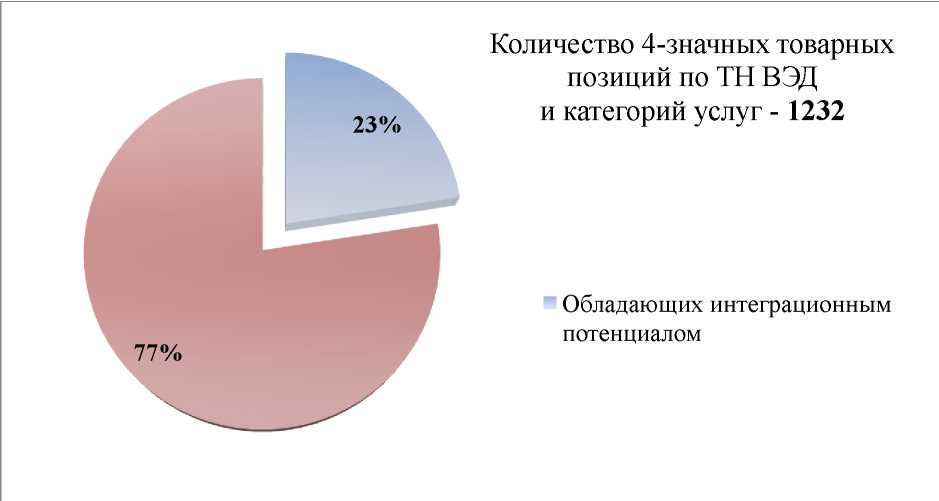 Количество 4-значных товарных
позиций по ТН ВЭД
и категорий услуг - 1232
23%
77%
Обладающих интеграционным
потенциалом